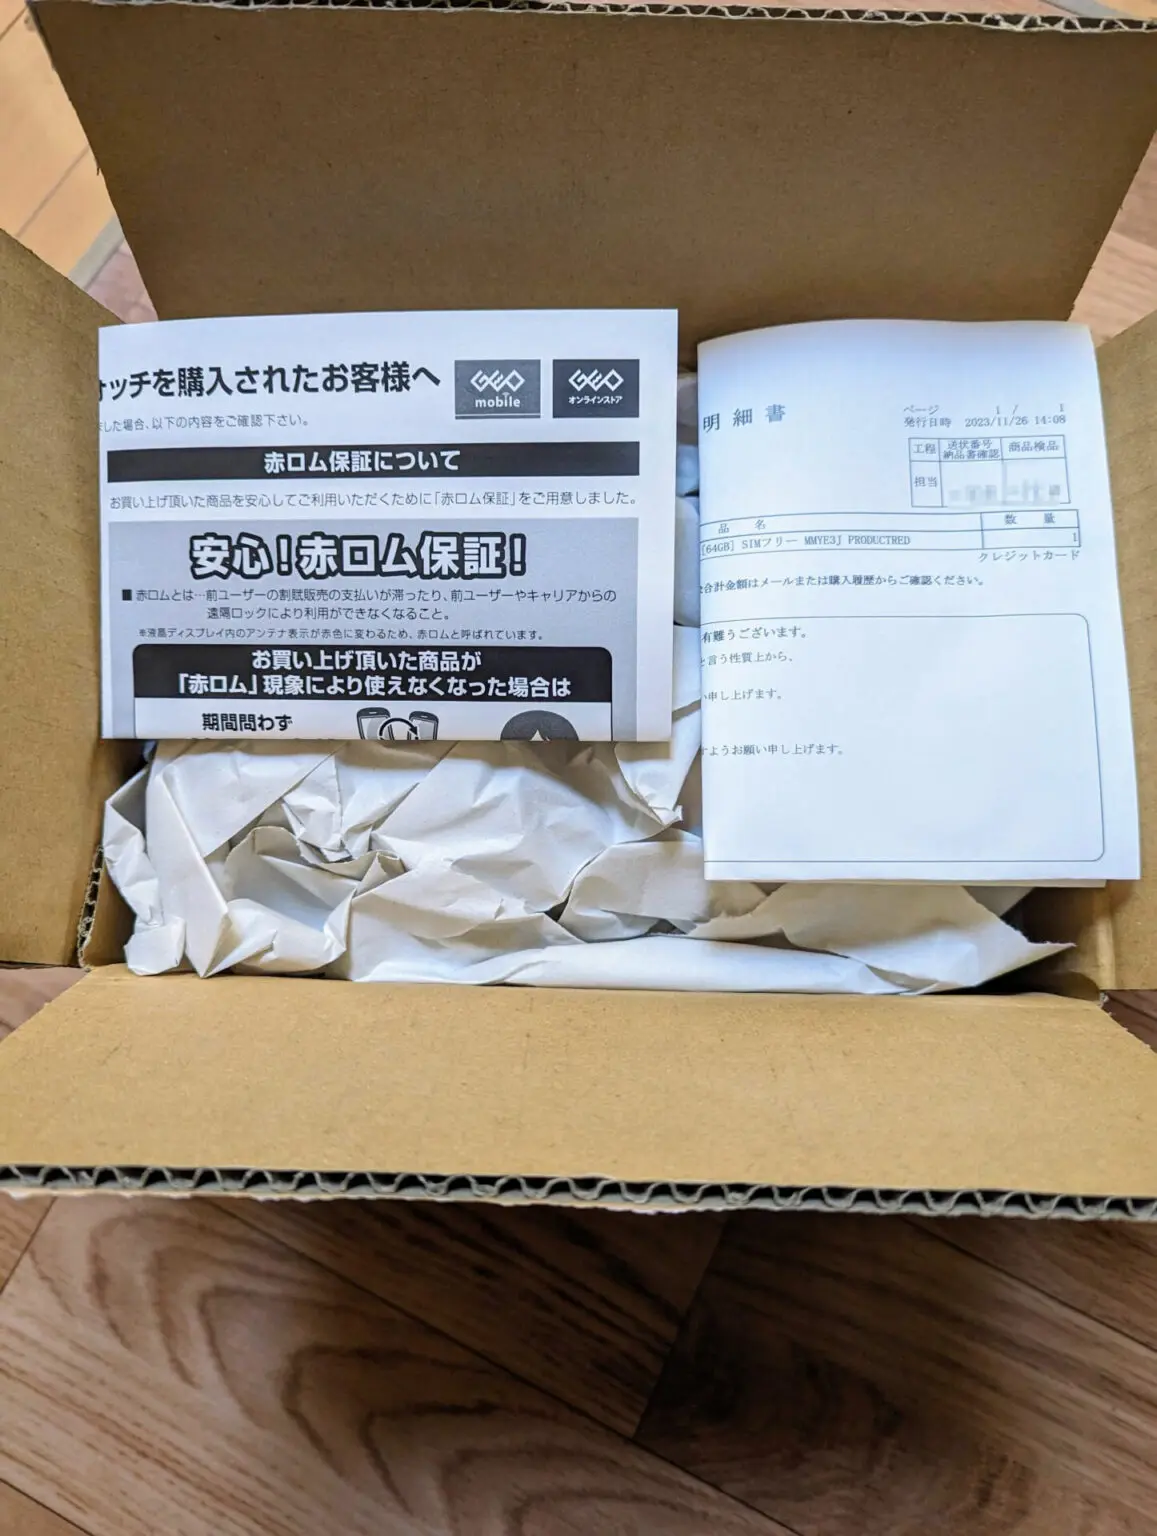 ォッチを購入されたお客様へ
GEO mobile
GEO オンラインストア
ました場合、以下の内容をご確認下さい。
赤ロム保証について
お買い上げ頂いた商品を安心してご利用いただくために「赤ロム保証」をご用意しました。
安心!赤ロム保証!
■赤ロムとは…前ユーザーの割賦販売の支払いが滞ったり、前ユーザーやキャリアからの
遠隔ロックにより利用ができなくなること。
※液晶ディスプレイ内のアンテナ表示が赤色に変わるため、赤ロムと呼ばれています。
お買い上げ頂いた商品が
「赤ロム」現象により使えなくなった場合は
期間問わず
明細書
ページ 1 / 1
発行日時 2023/11/26 14:08
工程 送状番号 納品書確認 商品検品
担当
品名 数量
[64GB] SIMフリー MMYE3J PRODUCTRED 1
クレジットカード
合計金額はメールまたは購入履歴からご確認ください。
有難うございます。
と言う性質上から、
い申し上げます。
すようお願い申し上げます。